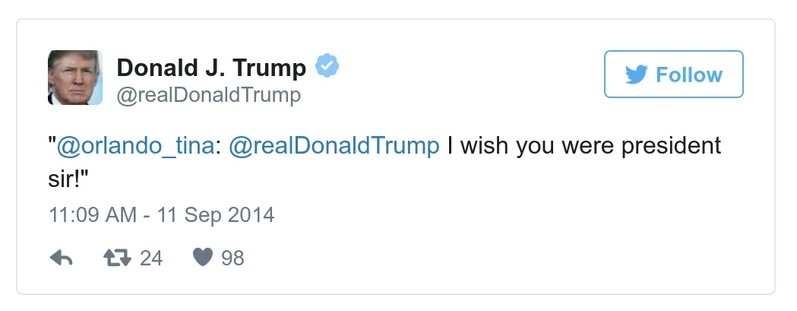 Donald J. Trump
@realDonaldTrump
Follow
"@orlando_tina: @realDonaldTrump I wish you were president
sir!"
11:09 AM - 11 Sep 2014
24 98